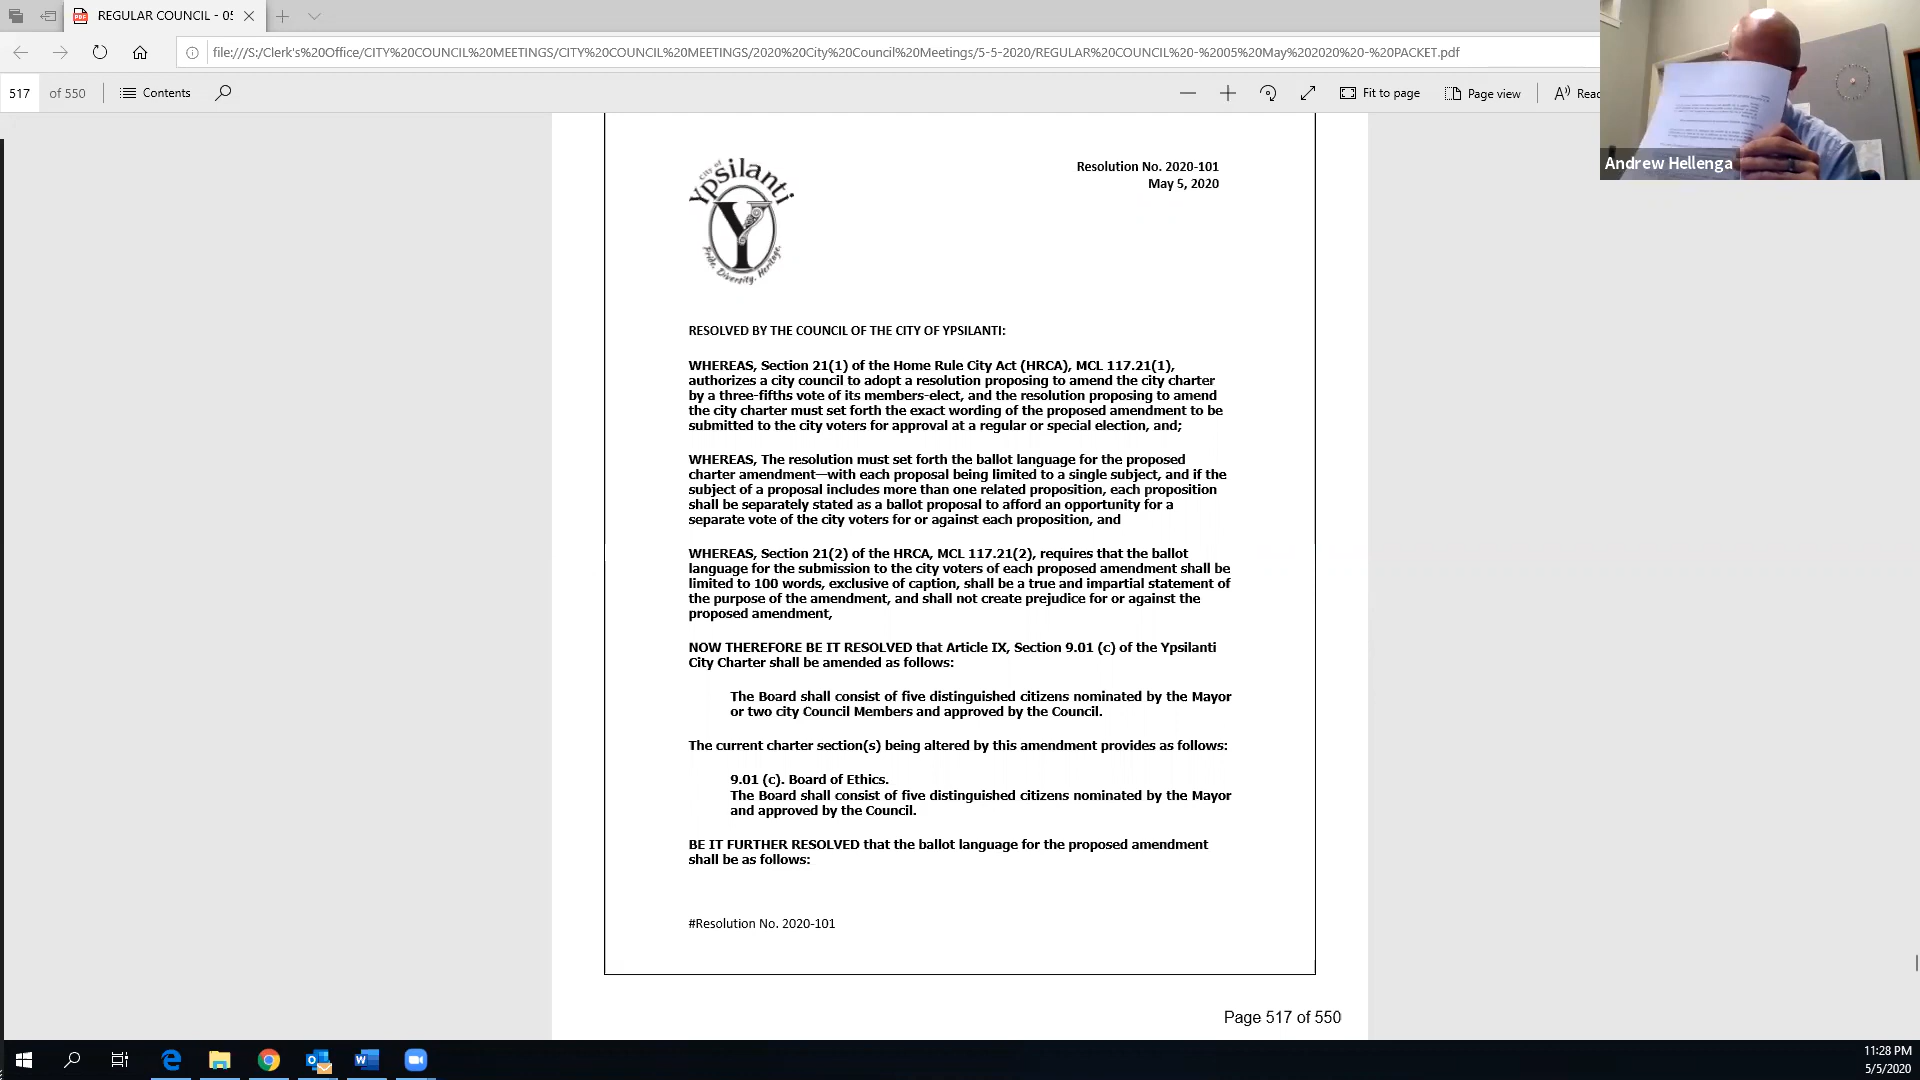 REGULAR COUNCIL - 05
file:///S:/Clerk's%20Office/CITY%20COUNCIL%20MEETINGS/CITY%20COUNCIL%20MEETINGS/2020%20City%20Council%20Meetings/5-5-2020/REGULAR%20COUNCIL%20-%2005%20May%202020%20-%20PACKET.pdf
517 of 550
Contents
Fit to page
Page view
Read
Andrew Hellenga
City of
Ypsilanti
Y
Pride. Diversity. Heritage.
Resolution No. 2020-101
May 5, 2020
RESOLVED BY THE COUNCIL OF THE CITY OF YPSILANTI:
WHEREAS, Section 21(1) of the Home Rule City Act (HRCA), MCL 117.21(1),
authorizes a city council to adopt a resolution proposing to amend the city charter
by a three-fifths vote of its members-elect, and the resolution proposing to amend
the city charter must set forth the exact wording of the proposed amendment to be
submitted to the city voters for approval at a regular or special election, and;
WHEREAS, The resolution must set forth the ballot language for the proposed
charter amendment—with each proposal being limited to a single subject, and if the
subject of a proposal includes more than one related proposition, each proposition
shall be separately stated as a ballot proposal to afford an opportunity for a
separate vote of the city voters for or against each proposition, and
WHEREAS, Section 21(2) of the HRCA, MCL 117.21(2), requires that the ballot
language for the submission to the city voters of each proposed amendment shall be
limited to 100 words, exclusive of caption, shall be a true and impartial statement of
the purpose of the amendment, and shall not create prejudice for or against the
proposed amendment,
NOW THEREFORE BE IT RESOLVED that Article IX, Section 9.01 (c) of the Ypsilanti
City Charter shall be amended as follows:
The Board shall consist of five distinguished citizens nominated by the Mayor
or two city Council Members and approved by the Council.
The current charter section(s) being altered by this amendment provides as follows:
9.01 (c). Board of Ethics.
The Board shall consist of five distinguished citizens nominated by the Mayor
and approved by the Council.
BE IT FURTHER RESOLVED that the ballot language for the proposed amendment
shall be as follows:
#Resolution No. 2020-101
Page 517 of 550
11:28 PM
5/5/2020